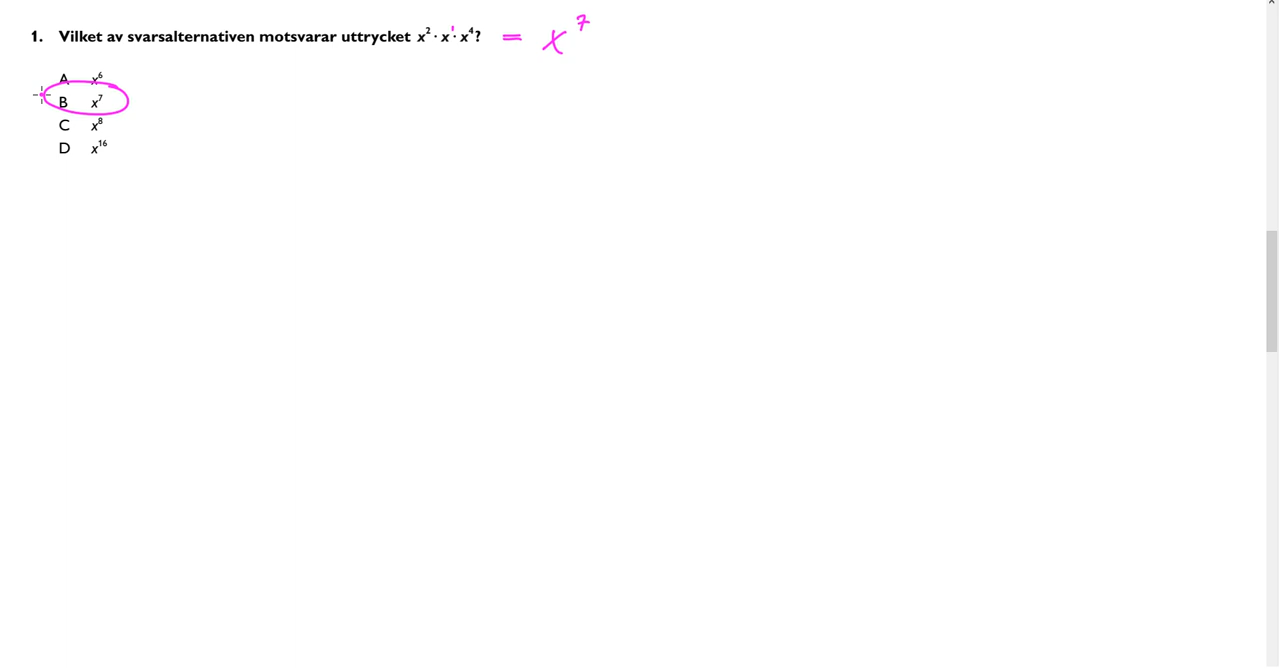 1. Vilket av svarsalternativen motsvarar uttrycket x² · x¹ · x⁴? = x⁷
A x⁶
B x⁷
C x⁸
D x¹⁶